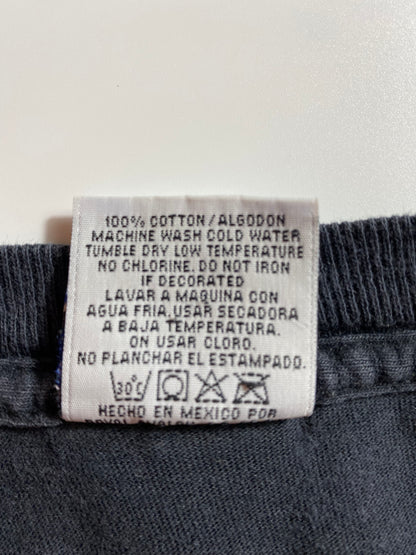 100% COTTON/ALGODON
MACHINE WASH COLD WATER
TUMBLE DRY LOW TEMPERATURE
NO CHLORINE. DO NOT IRON
IF DECORATED
LAVAR A MAQUINA CON
AGUA FRIA, USAR SECADORA
A BAJA TEMPERATURA.
ON USAR CLORO.
NO PLANCHAR EL ESTAMPADO.
30°c
HECHO EN MEXICO POR